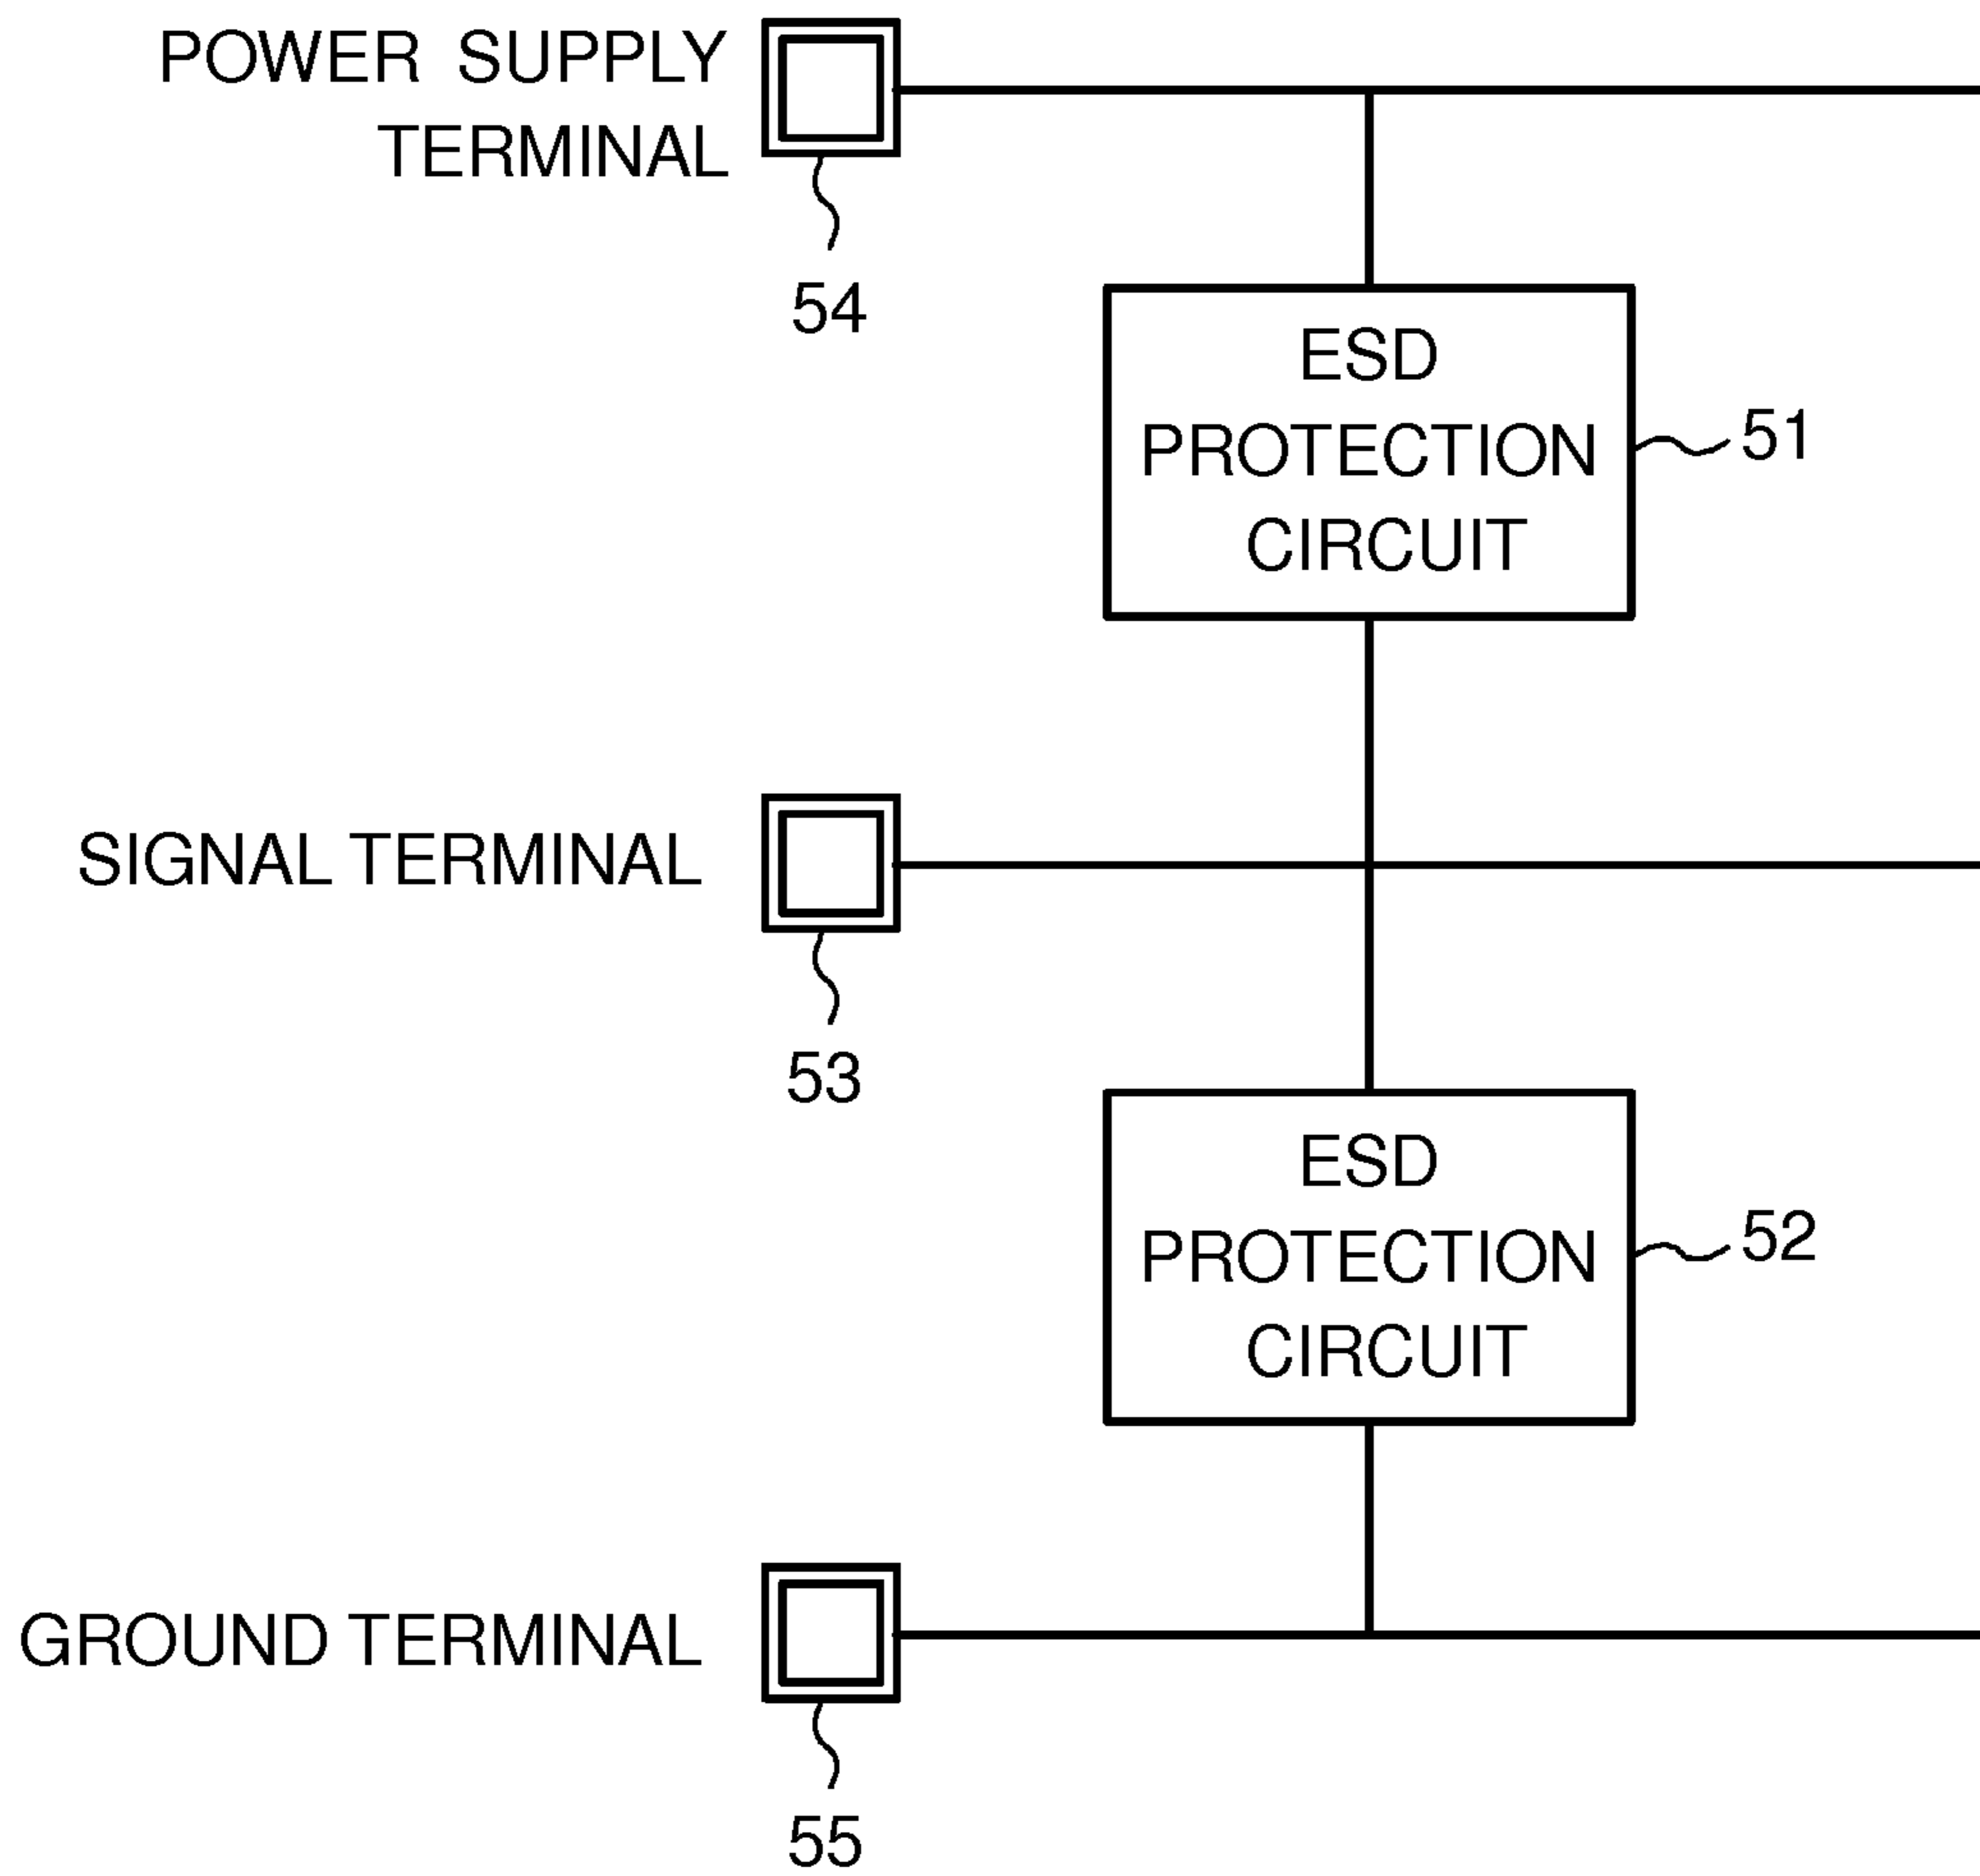 POWER SUPPLY
TERMINAL
54
ESD
PROTECTION
CIRCUIT
51
SIGNAL TERMINAL
53
ESD
PROTECTION
CIRCUIT
52
GROUND TERMINAL
55